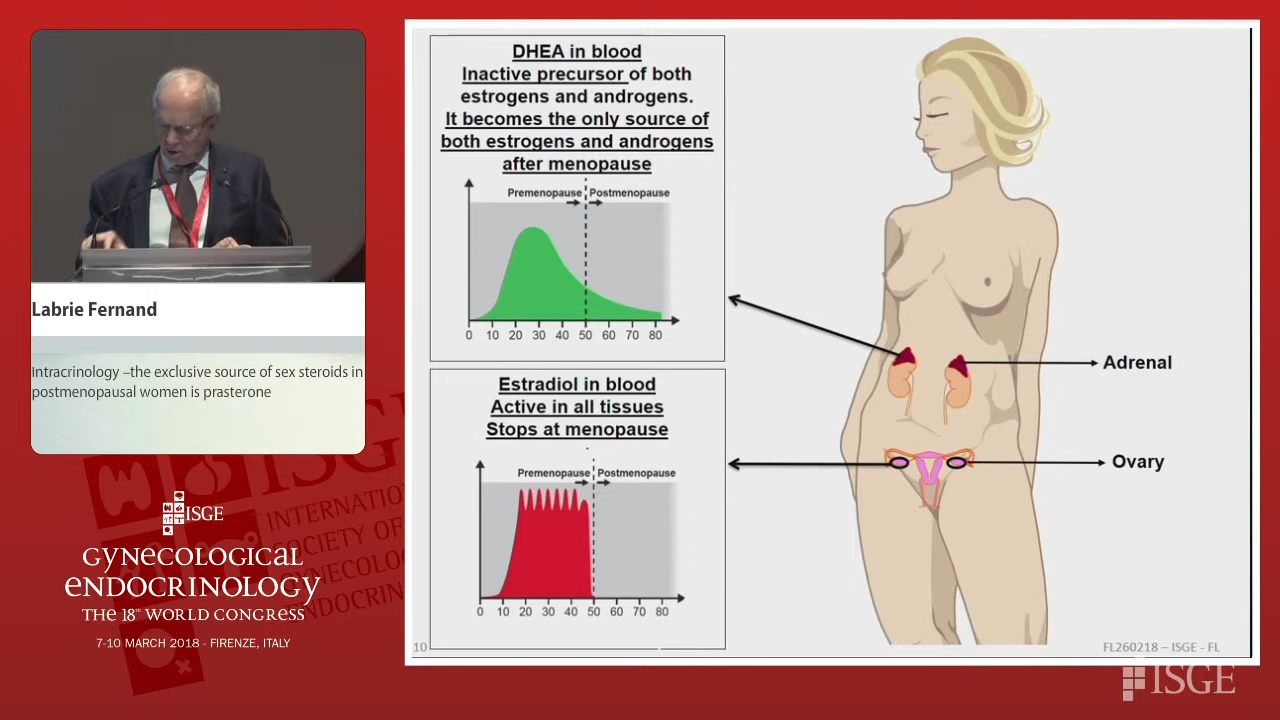 Labrie Fernand
Intracrinology –the exclusive source of sex steroids in
postmenopausal women is prasterone
ISGE
INTERNATIO
SOCIETY OF
ISGE
GYNECOLOGICAL
ENDOCRINOLOGY
THE 18TH WORLD CONGRESS
7-10 MARCH 2018 - FIRENZE, ITALY
DHEA in blood
Inactive precursor of both
estrogens and androgens.
It becomes the only source of
both estrogens and androgens
after menopause
Premenopause Postmenopause
0 10 20 30 40 50 60 70 80
Estradiol in blood
Active in all tissues
Stops at menopause
Premenopause Postmenopause
0 10 20 30 40 50 60 70 80
Adrenal
Ovary
10
FL260218 – ISGE - FL
ISGE